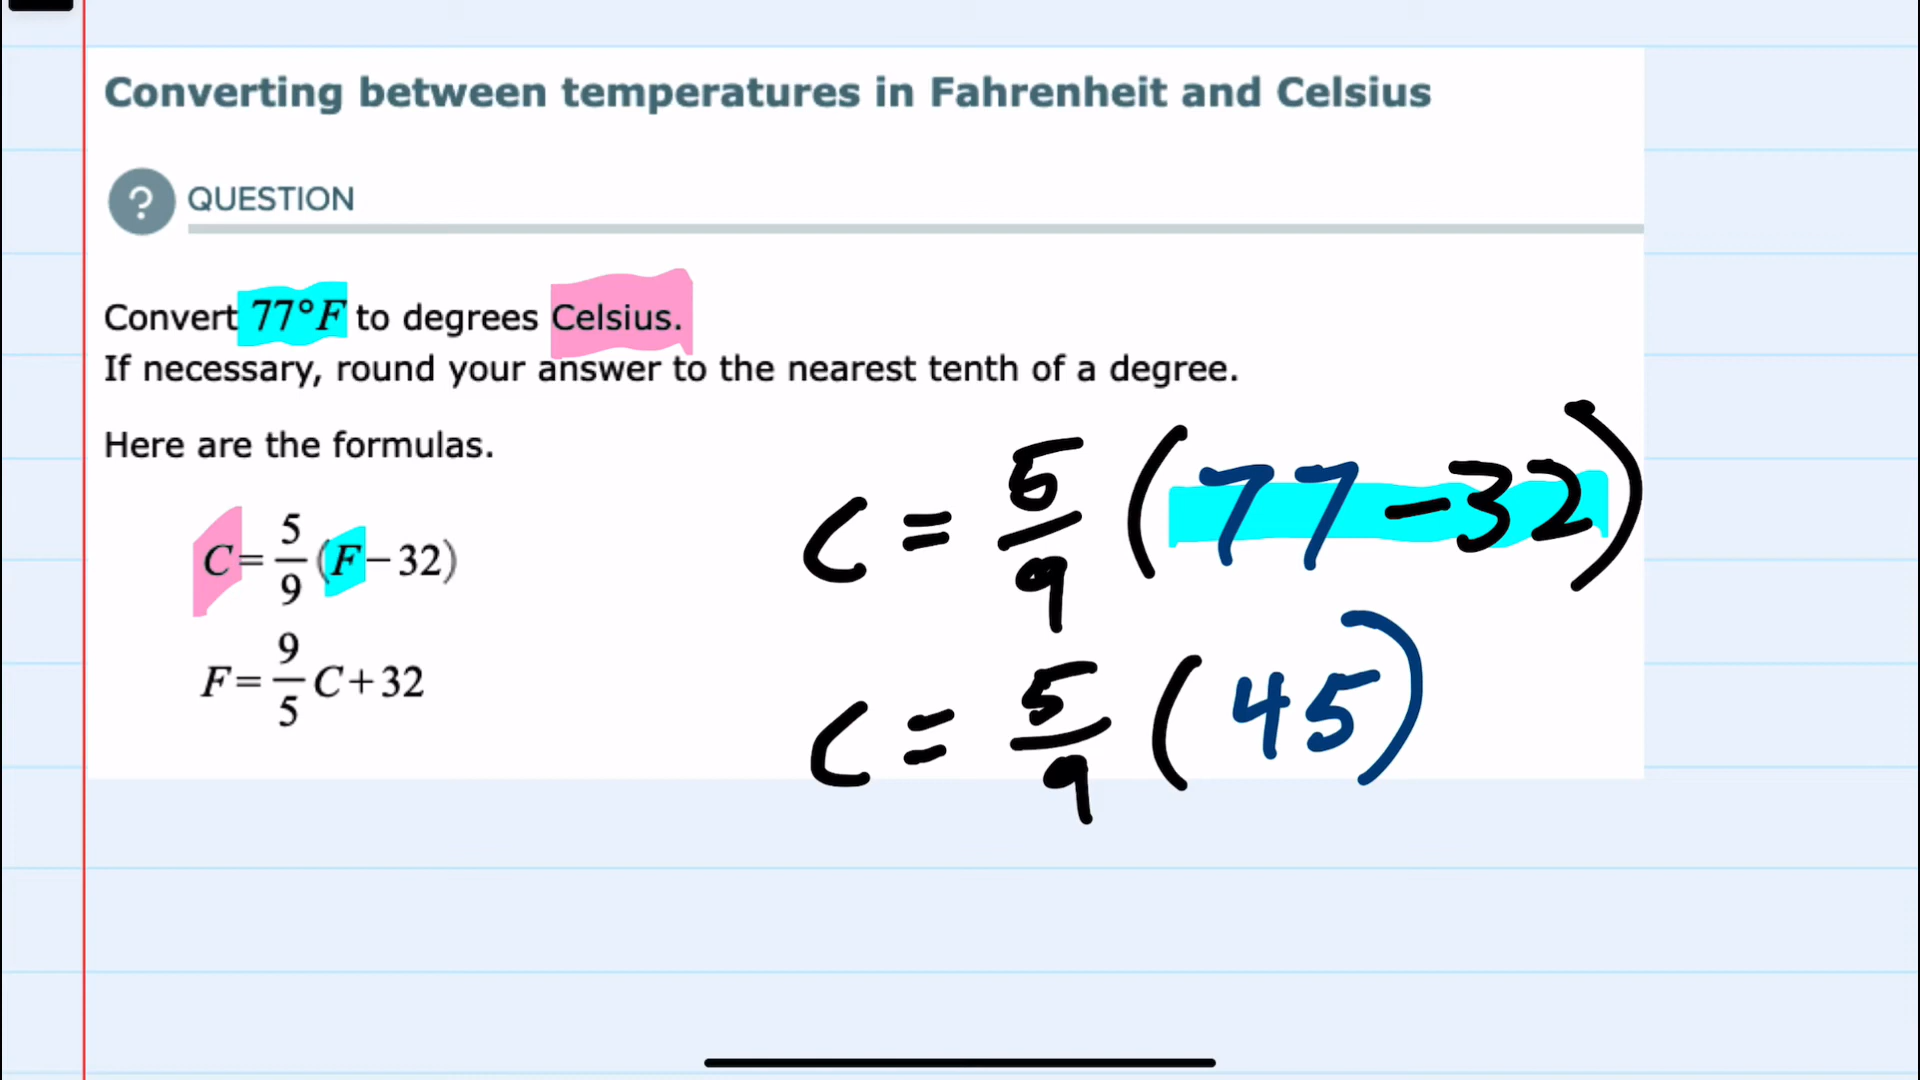 Converting between temperatures in Fahrenheit and Celsius
? QUESTION
Convert 77°F to degrees Celsius.
If necessary, round your answer to the nearest tenth of a degree.
Here are the formulas.
C = 5/9 (F − 32)
F = 9/5 C + 32
C = 5/9 (77 − 32)
C = 5/9 (45)